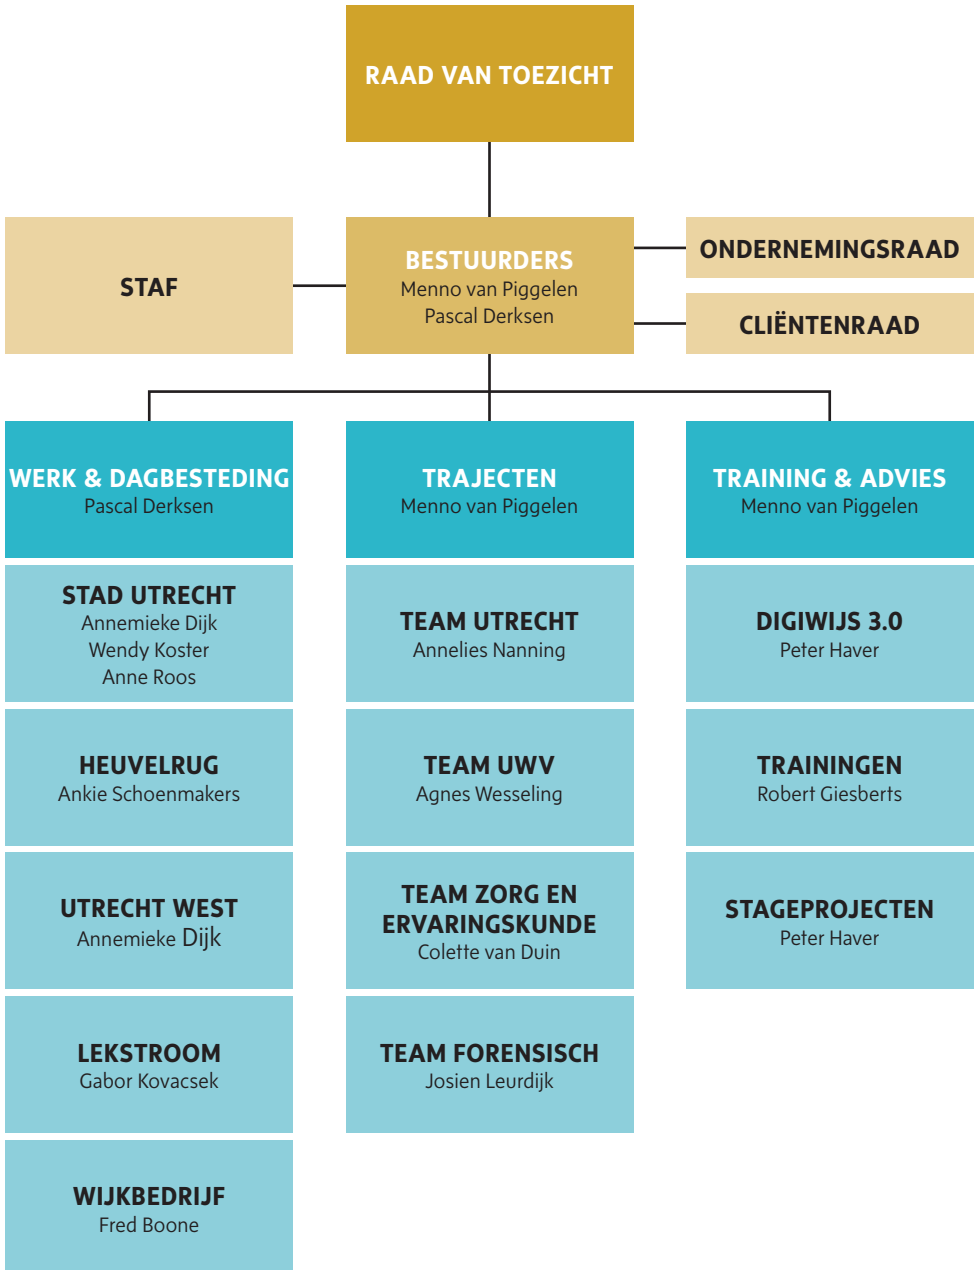 RAAD VAN TOEZICHT
STAF
BESTUURDERS
Menno van Piggelen
Pascal Derksen
ONDERNEMINGSRAAD
CLIËNTENRAAD
WERK & DAGBESTEDING
Pascal Derksen
STAD UTRECHT
Annemieke Dijk
Wendy Koster
Anne Roos
HEUVELRUG
Ankie Schoenmakers
UTRECHT WEST
Annemieke Dijk
LEKSTROOM
Gabor Kovacsek
WIJKBEDRIJF
Fred Boone
TRAJECTEN
Menno van Piggelen
TEAM UTRECHT
Annelies Nanning
TEAM UWV
Agnes Wesseling
TEAM ZORG EN
ERVARINGSKUNDE
Colette van Duin
TEAM FORENSISCH
Josien Leurdijk
TRAINING & ADVIES
Menno van Piggelen
DIGIWIJS 3.0
Peter Haver
TRAININGEN
Robert Giesberts
STAGEPROJECTEN
Peter Haver